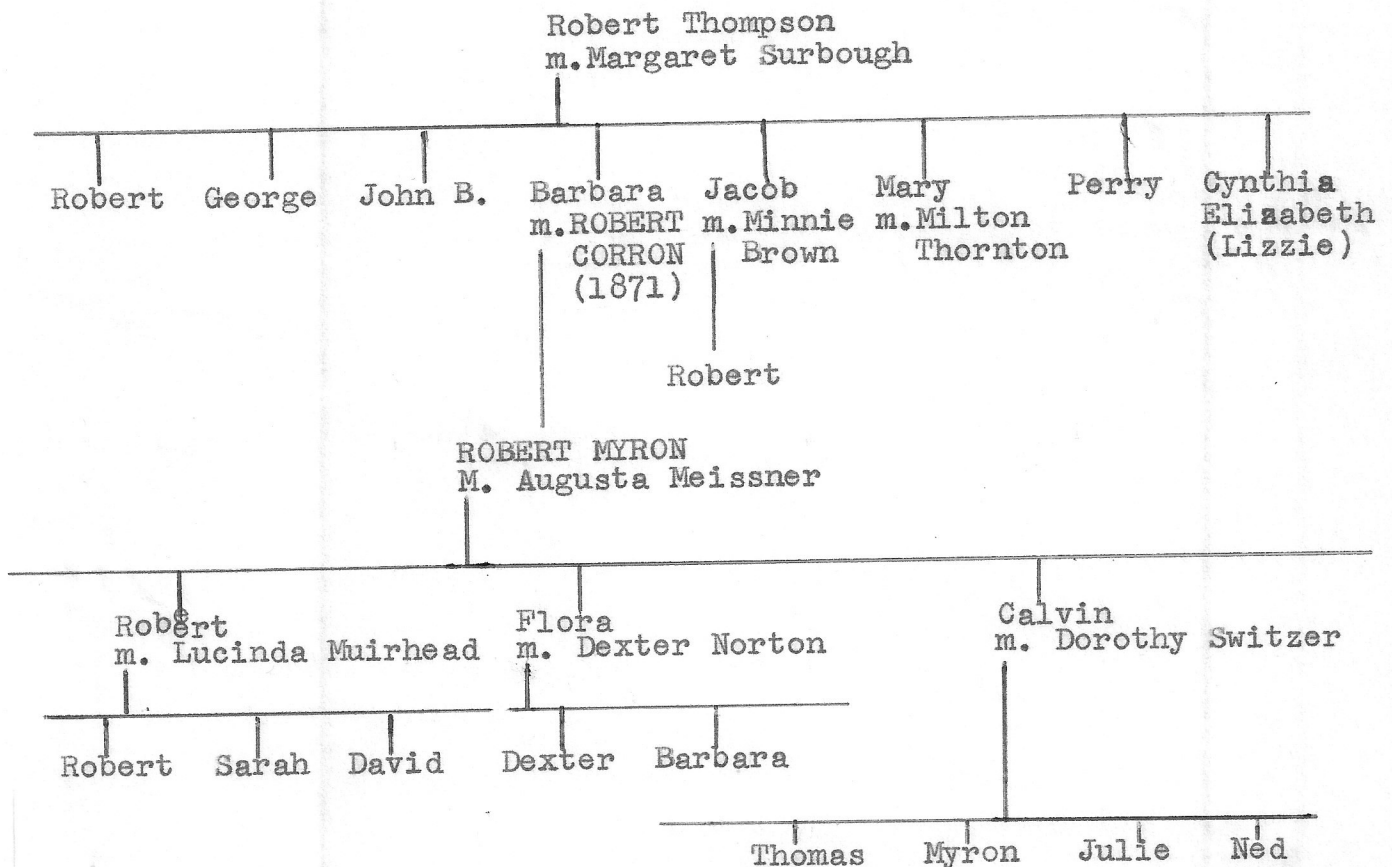 Robert Thompson
m.Margaret Surbough
Robert George John B. Barbara Jacob Mary Perry Cynthia
m.ROBERT m.Minnie m.Milton Elizabeth
CORRON Brown Thornton (Lizzie)
(1871)
Robert
ROBERT MYRON
M. Augusta Meissner
Robert Flora Calvin
m. Lucinda Muirhead m. Dexter Norton m. Dorothy Switzer
Robert Sarah David Dexter Barbara
Thomas Myron Julie Ned